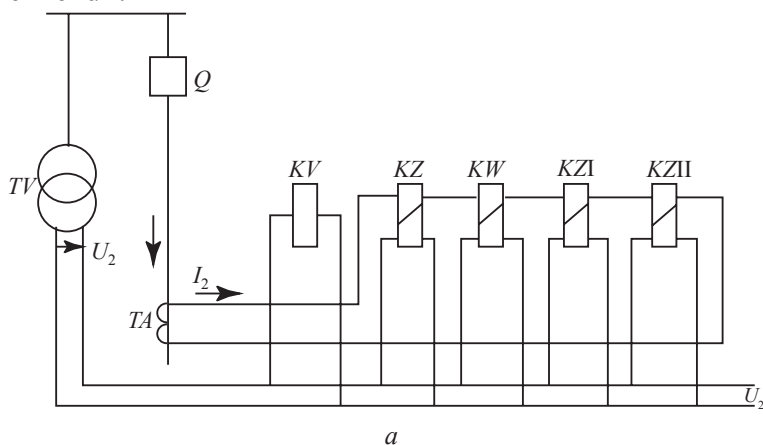 Q
KV KZ KW KZI KZII
TV
U₂
I₂
TA
U₂
a